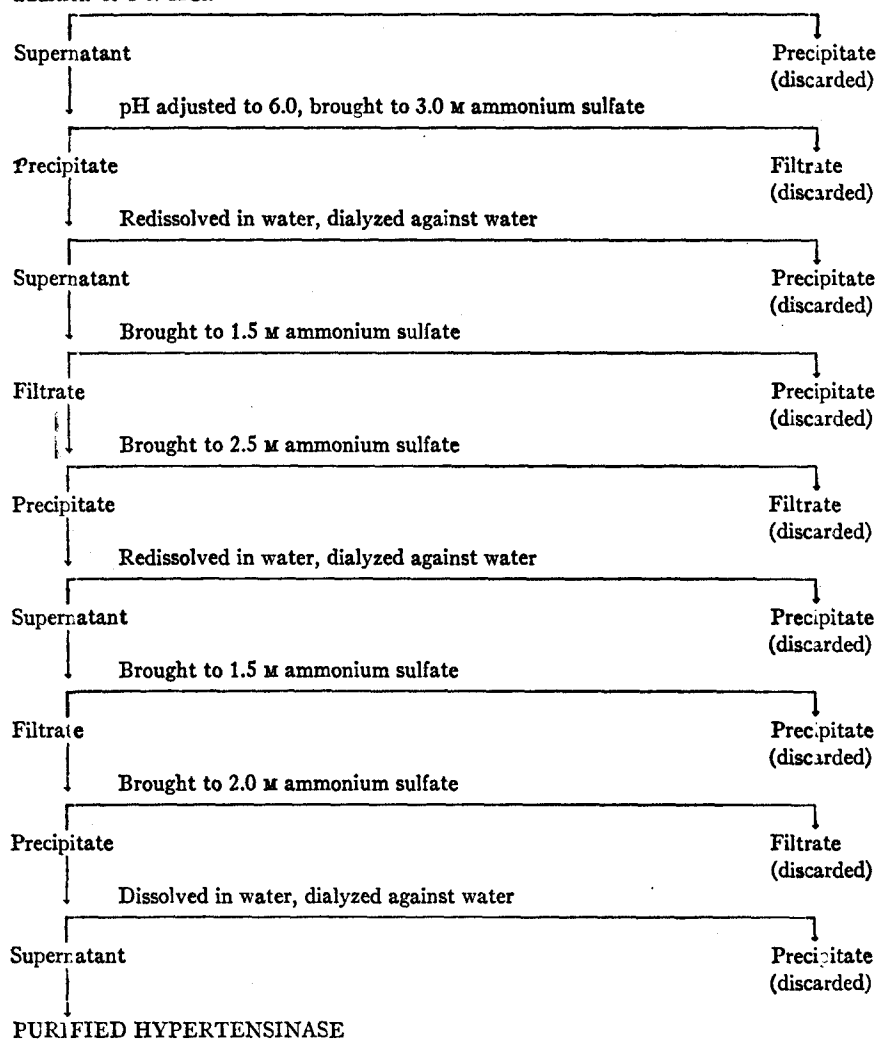 Supernatant Precipitate
(discarded)
pH adjusted to 6.0, brought to 3.0 M ammonium sulfate
Precipitate Filtrate
(discarded)
Redissolved in water, dialyzed against water
Supernatant Precipitate
(discarded)
Brought to 1.5 M ammonium sulfate
Filtrate Precipitate
(discarded)
Brought to 2.5 M ammonium sulfate
Precipitate Filtrate
(discarded)
Redissolved in water, dialyzed against water
Supernatant Precipitate
(discarded)
Brought to 1.5 M ammonium sulfate
Filtrate Precipitate
(discarded)
Brought to 2.0 M ammonium sulfate
Precipitate Filtrate
(discarded)
Dissolved in water, dialyzed against water
Supernatant Precipitate
(discarded)
PURIFIED HYPERTENSINASE